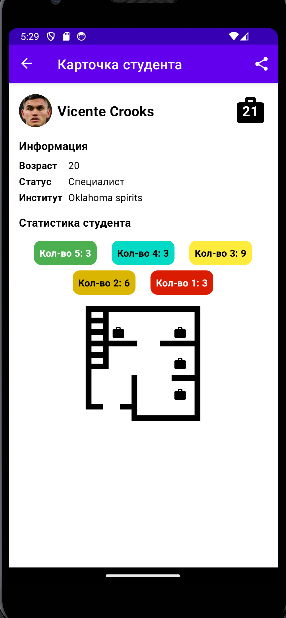 5:29
Карточка студента
Vicente Crooks
21
Информация
Возраст 20
Статус Специалист
Институт Oklahoma spirits
Статистика студента
Кол-во 5: 3 Кол-во 4: 3 Кол-во 3: 9
Кол-во 2: 6 Кол-во 1: 3